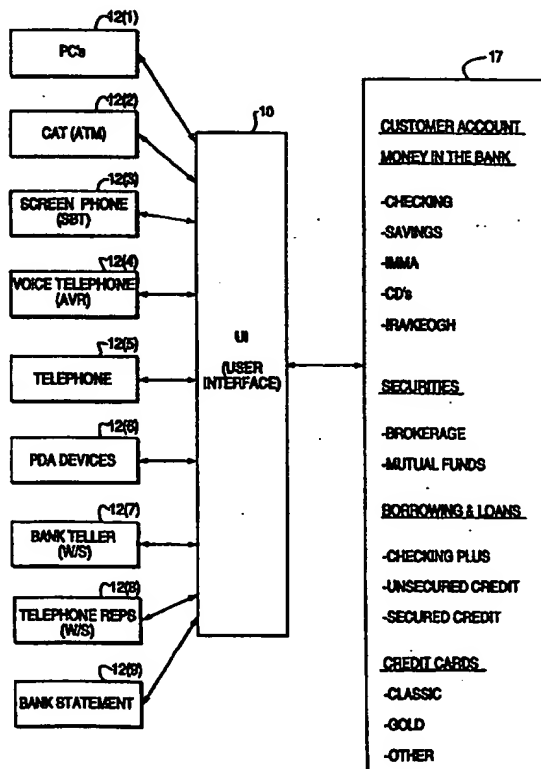 12(1)
PC's
12(2)
CAT (ATM)
12(3)
SCREEN PHONE
(SBT)
12(4)
VOICE TELEPHONE
(AVR)
12(5)
TELEPHONE
12(6)
PDA DEVICES
12(7)
BANK TELLER
(W/S)
12(8)
TELEPHONE REPS
(W/S)
12(9)
BANK STATEMENT
10
UI
(USER
INTERFACE)
17
CUSTOMER ACCOUNT
MONEY IN THE BANK
-CHECKING
-SAVINGS
-IMMA
-CD's
-IRA/KEOGH
SECURITIES
-BROKERAGE
-MUTUAL FUNDS
BORROWING & LOANS
-CHECKING PLUS
-UNSECURED CREDIT
-SECURED CREDIT
CREDIT CARDS
-CLASSIC
-GOLD
-OTHER